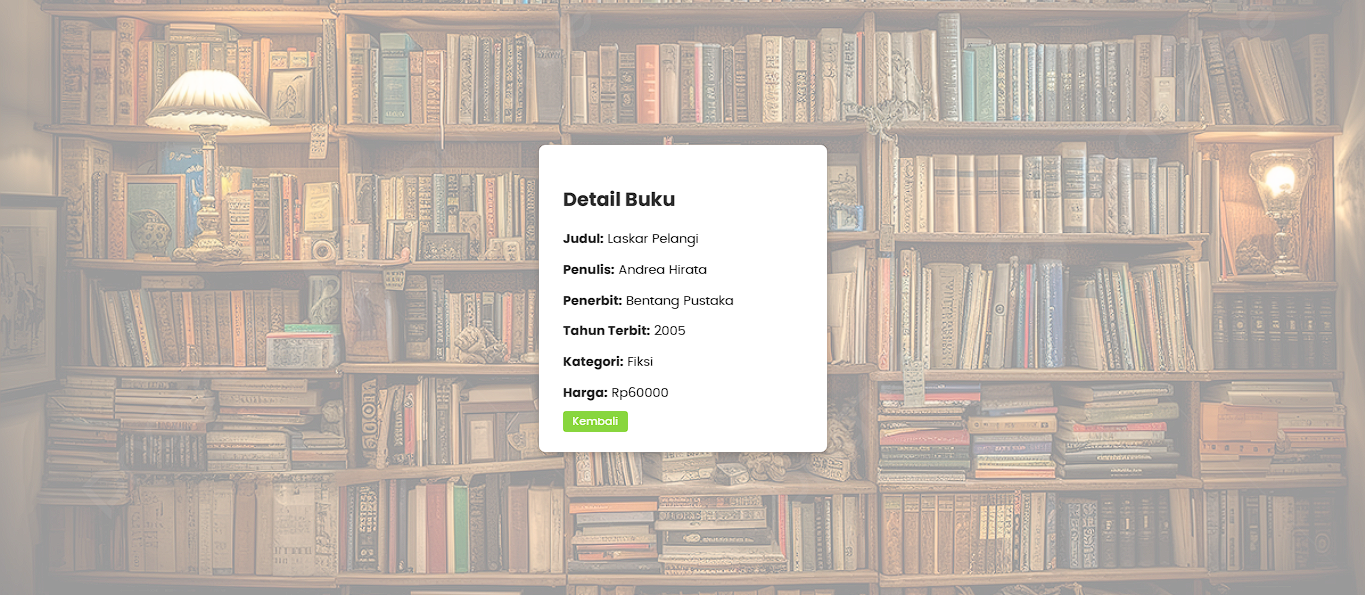 Detail Buku
Judul: Laskar Pelangi
Penulis: Andrea Hirata
Penerbit: Bentang Pustaka
Tahun Terbit: 2005
Kategori: Fiksi
Harga: Rp60000
Kembali